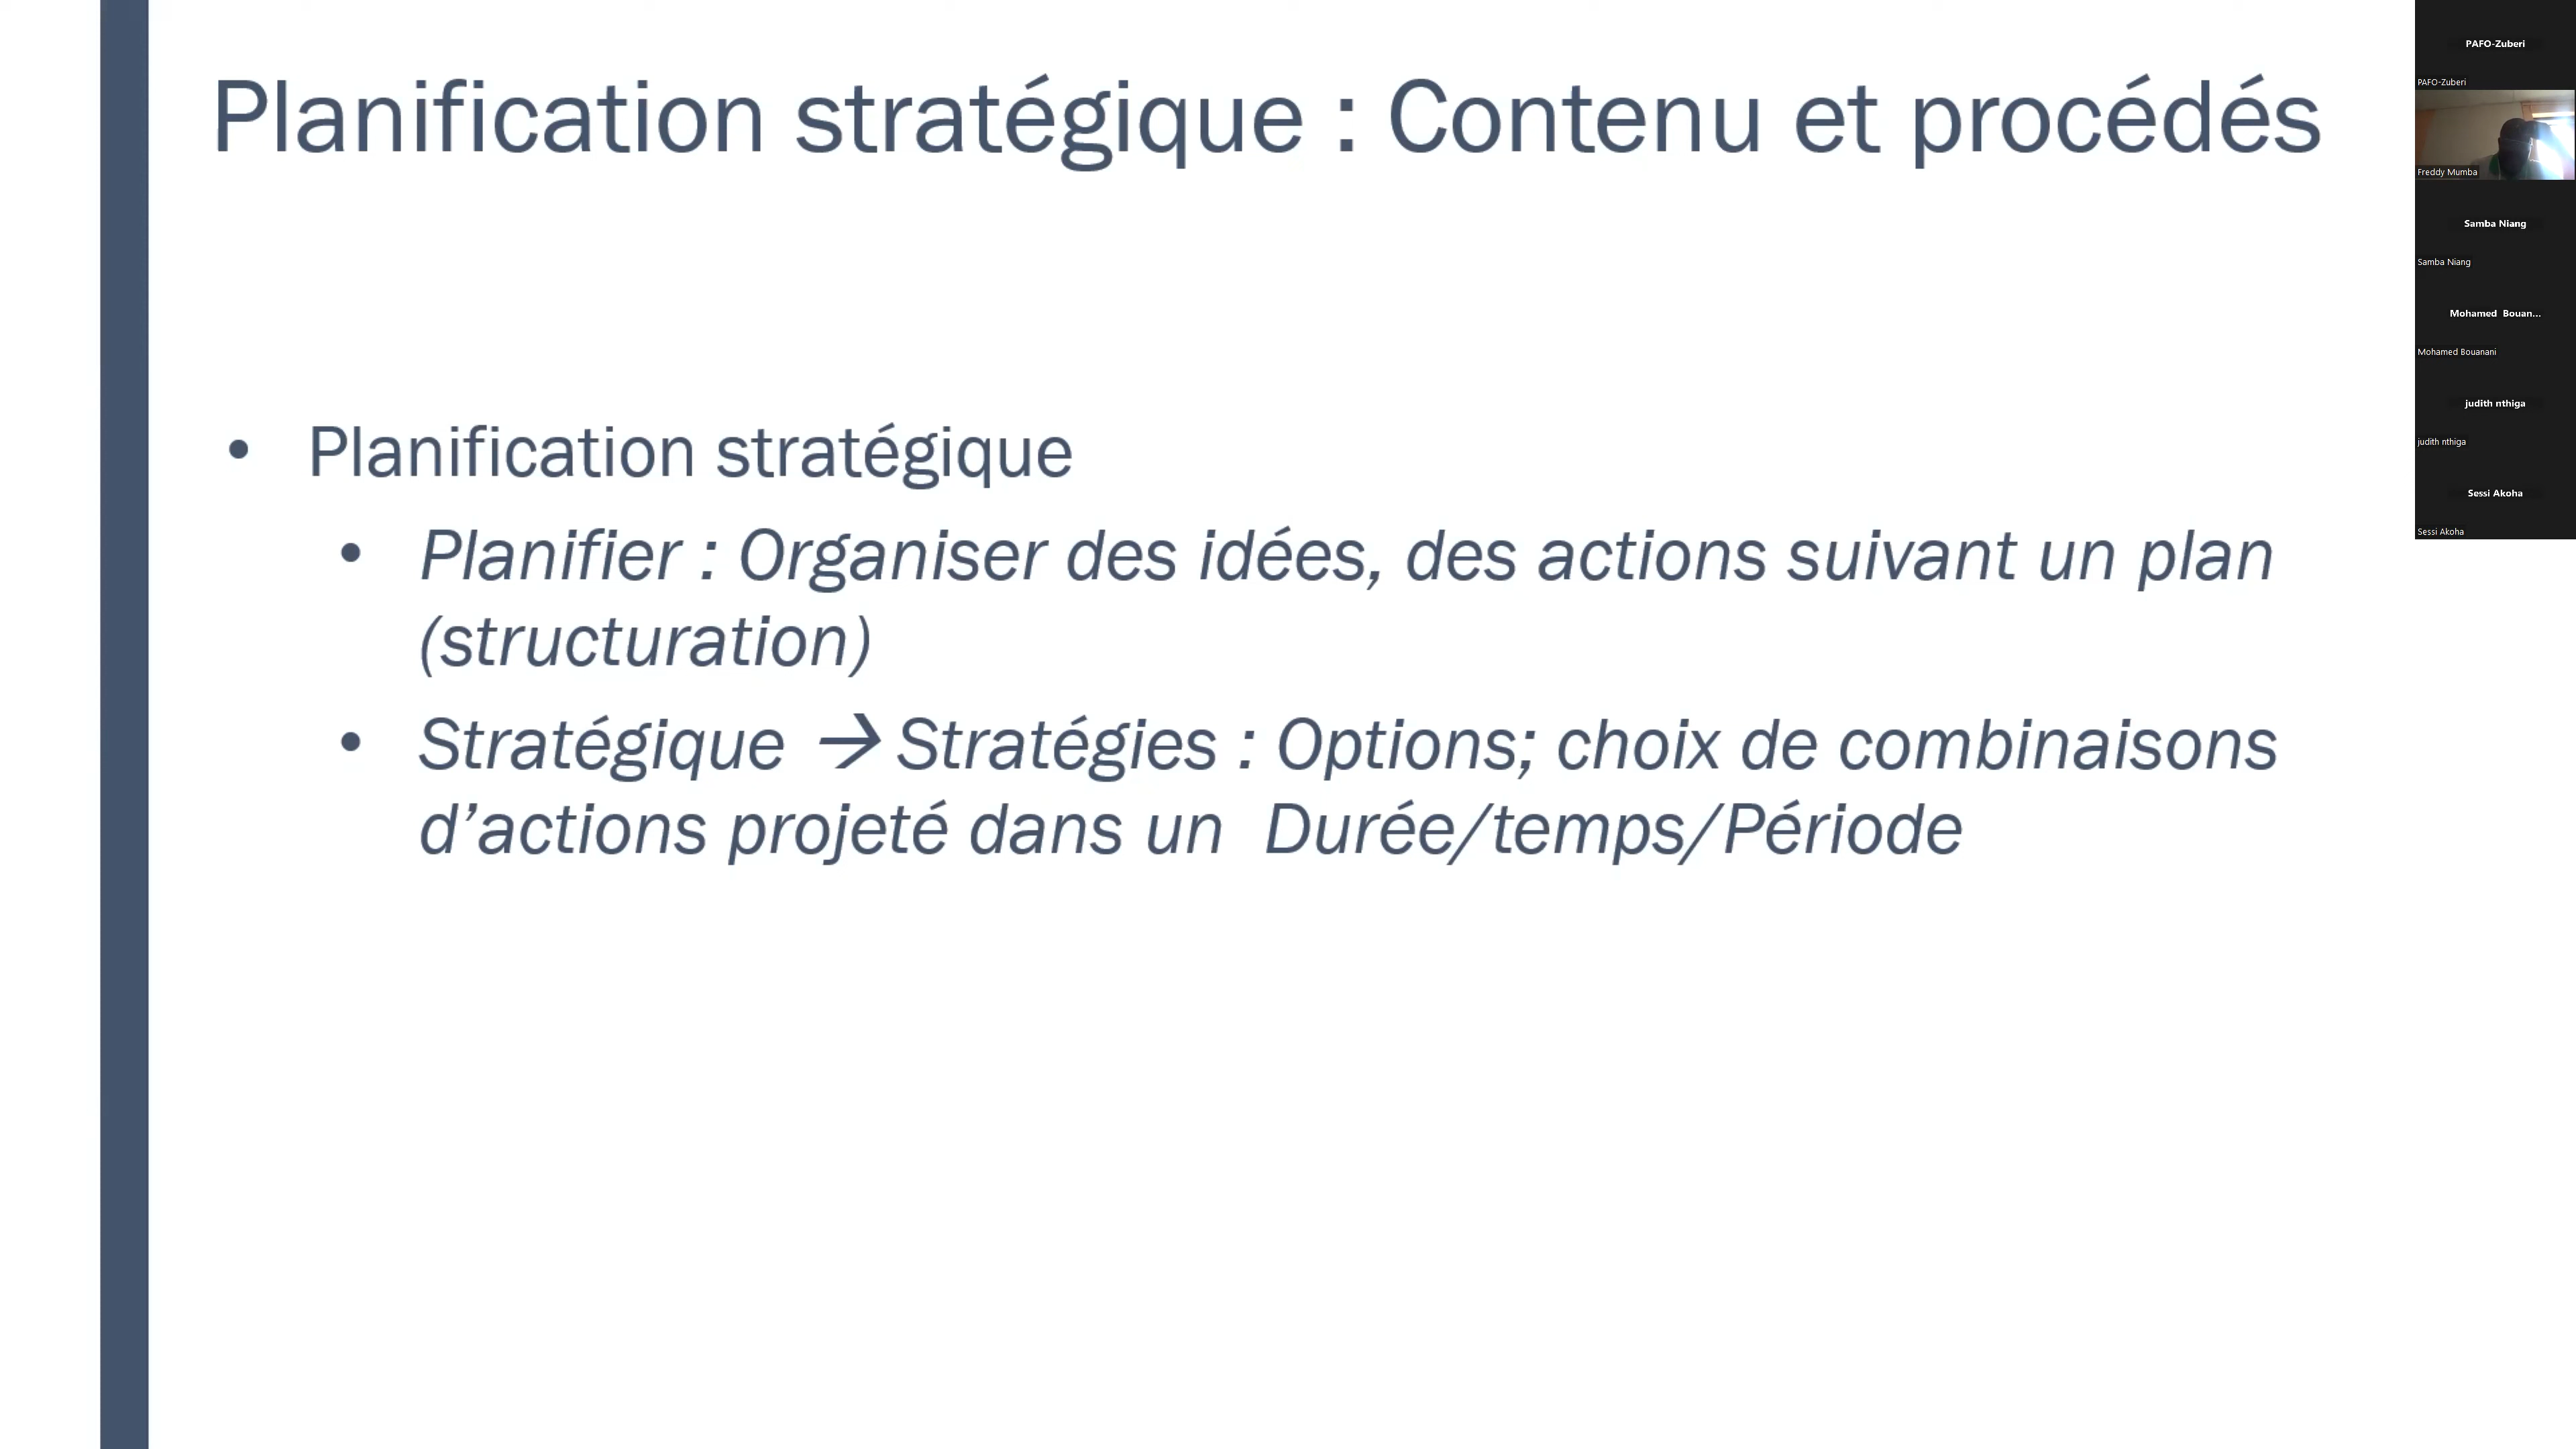 Planification stratégique : Contenu et procédés
• Planification stratégique
• Planifier : Organiser des idées, des actions suivant un plan
(structuration)
• Stratégique → Stratégies : Options; choix de combinaisons
d’actions projeté dans un  Durée/temps/Période
PAFO-Zuberi
PAFO-Zuberi
Freddy Mumba
Samba Niang
Samba Niang
Mohamed  Bouan...
Mohamed Bouanani
judith nthiga
judith nthiga
Sessi Akoha
Sessi Akoha